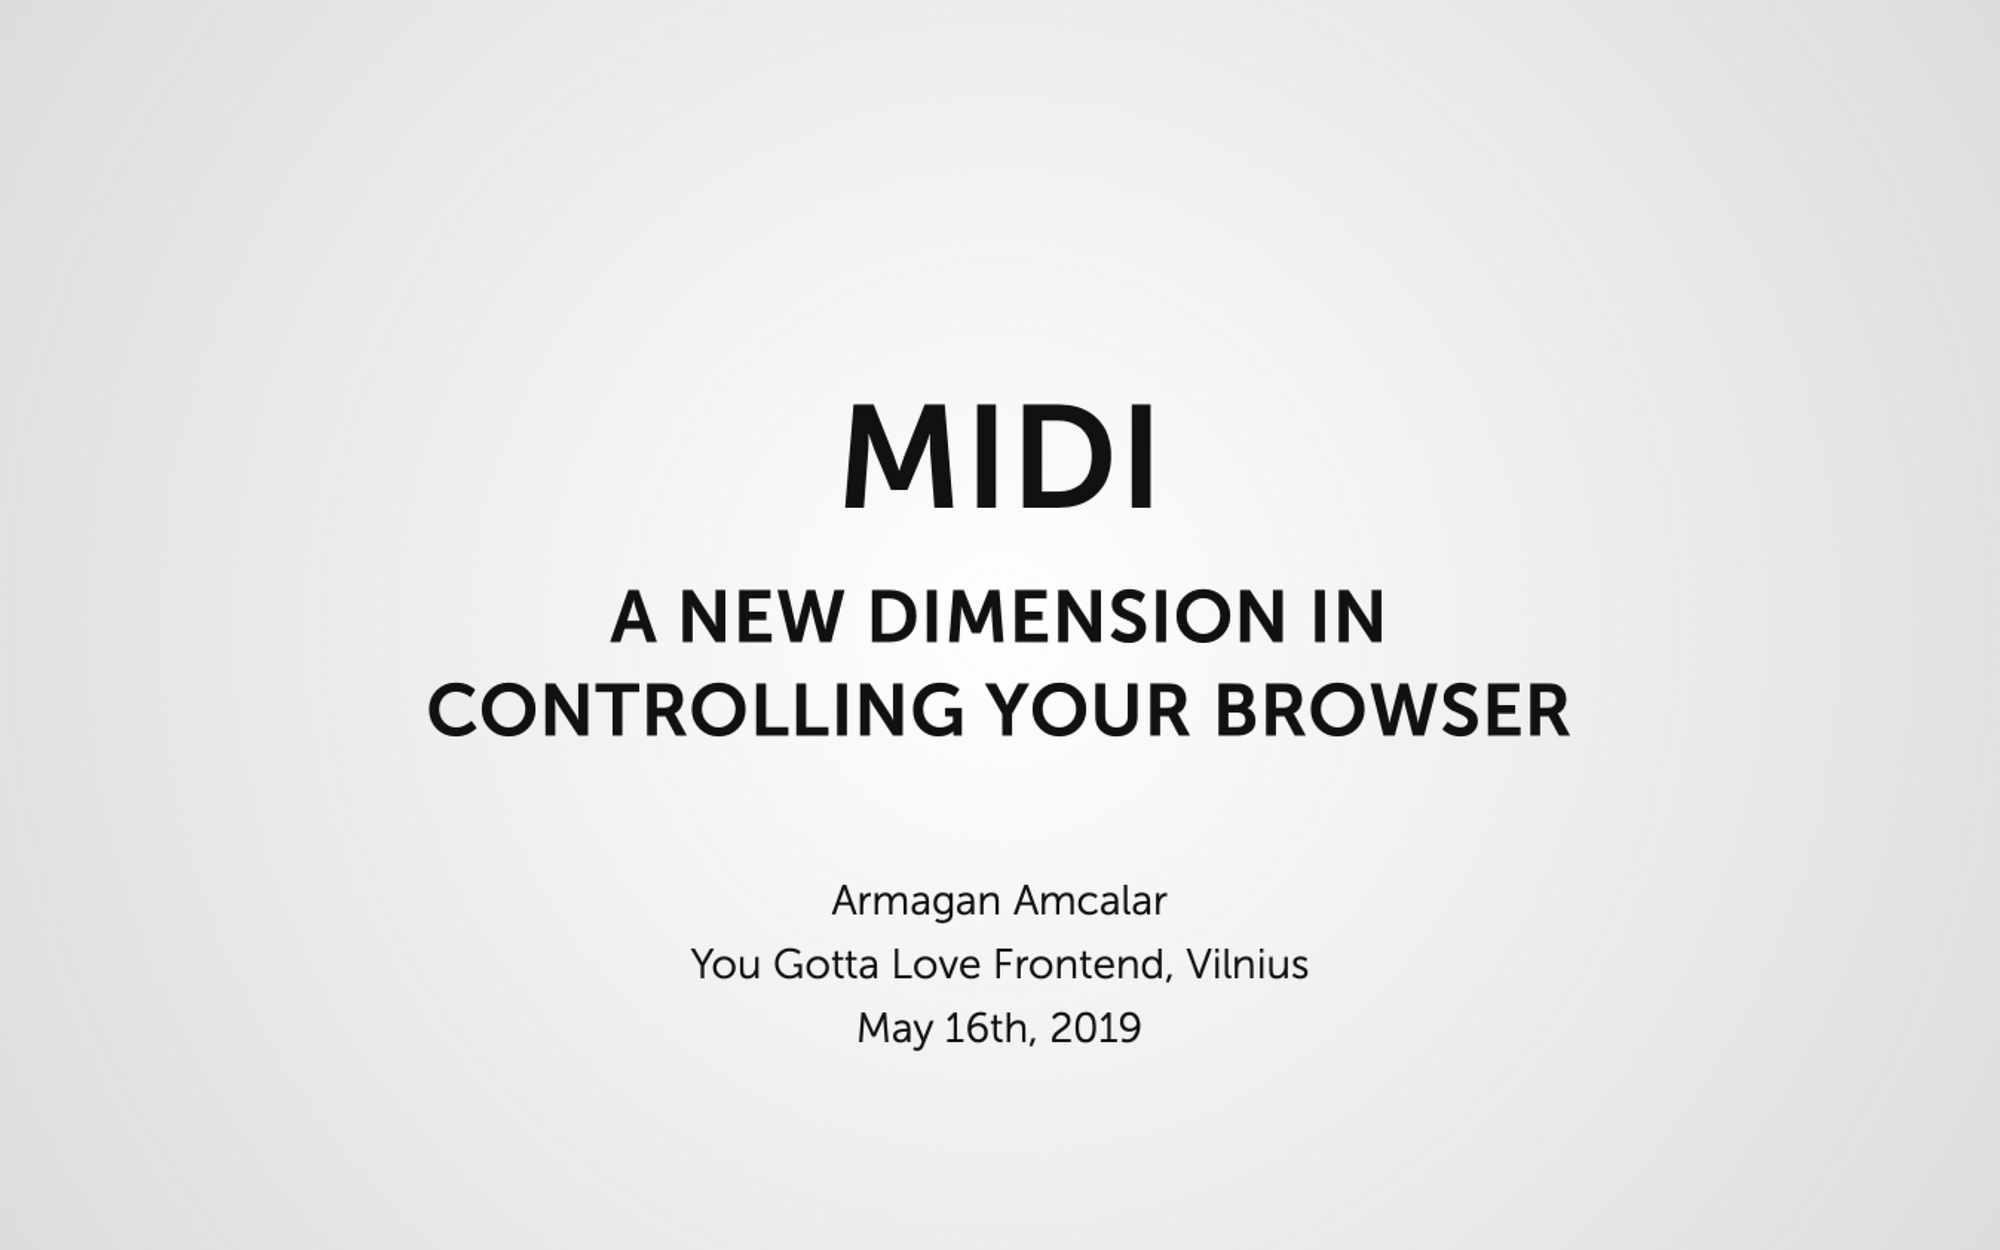 MIDI
A NEW DIMENSION IN
CONTROLLING YOUR BROWSER
Armagan Amcalar
You Gotta Love Frontend, Vilnius
May 16th, 2019